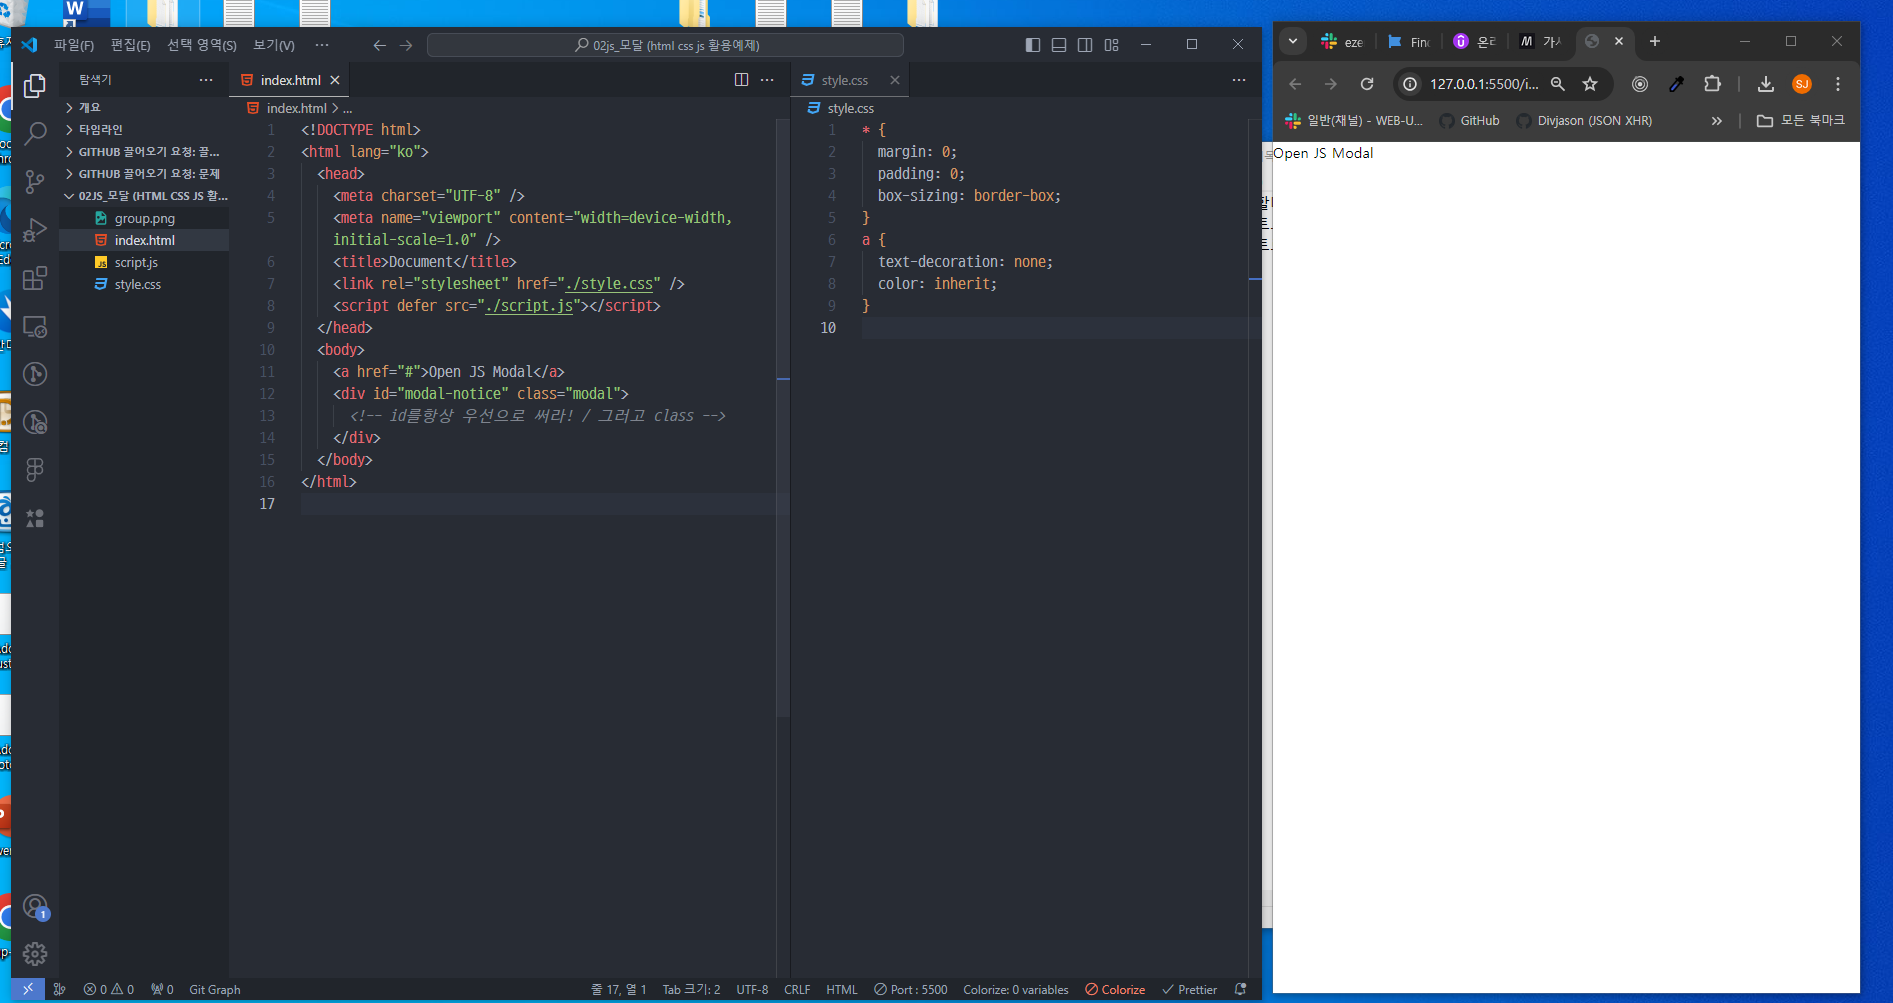 파일(F) 편집(E) 선택 영역(S) 보기(V) ··· 02js_모달 (html css js 활용예제)
탐색기 ···
개요
타임라인
GITHUB 끌어오기 요청: 끌...
GITHUB 끌어오기 요청: 문제
02JS_모달 (HTML CSS JS 활...
group.png
index.html
script.js
style.css
1
index.html ···
index.html > ...
1 <!DOCTYPE html>
2 <html lang="ko">
3 <head>
4 <meta charset="UTF-8" />
5 <meta name="viewport" content="width=device-width,
initial-scale=1.0" />
6 <title>Document</title>
7 <link rel="stylesheet" href="./style.css" />
8 <script defer src="./script.js"></script>
9 </head>
10 <body>
11 <a href="#">Open JS Modal</a>
12 <div id="modal-notice" class="modal">
13 <!-- id를항상 우선으로 써라! / 그러고 class -->
14 </div>
15 </body>
16 </html>
17
style.css ···
style.css
1 * {
2 margin: 0;
3 padding: 0;
4 box-sizing: border-box;
5 }
6 a {
7 text-decoration: none;
8 color: inherit;
9 }
10
0 0 0 Git Graph 줄 17, 열 1 Tab 크기: 2 UTF-8 CRLF HTML Port : 5500 Colorize: 0 variables Colorize Prettier
eze Finc 온라 가ㅅ
127.0.0.1:5500/i... SJ
일반(채널) - WEB-U... GitHub Divjason (JSON XHR) » 모든 북마크
Open JS Modal